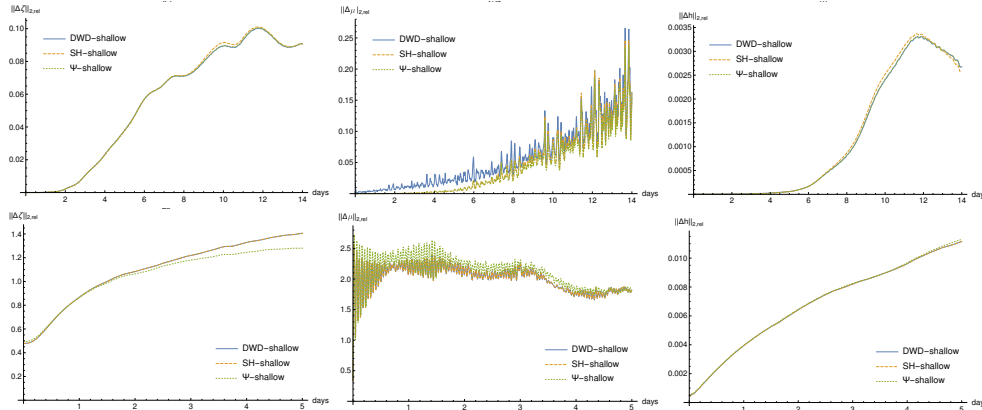 ||Δζ||2,rel
0.10
0.08
0.06
0.04
0.02
2 4 6 8 10 12 14 days
DWD-shallow
SH-shallow
Ψ-shallow
||Δμ||2,rel
0.25
0.20
0.15
0.10
0.05
2 4 6 8 10 12 14 days
DWD-shallow
SH-shallow
Ψ-shallow
||Δh||2,rel
0.0035
0.0030
0.0025
0.0020
0.0015
0.0010
0.0005
2 4 6 8 10 12 14 days
DWD-shallow
SH-shallow
Ψ-shallow
||Δζ||2,rel
1.4
1.2
1.0
0.8
0.6
0.4
0.2
1 2 3 4 5 days
DWD-shallow
SH-shallow
Ψ-shallow
||Δμ||2,rel
2.5
2.0
1.5
1.0
0.5
1 2 3 4 5 days
DWD-shallow
SH-shallow
Ψ-shallow
||Δh||2,rel
0.010
0.008
0.006
0.004
0.002
1 2 3 4 5 days
DWD-shallow
SH-shallow
Ψ-shallow